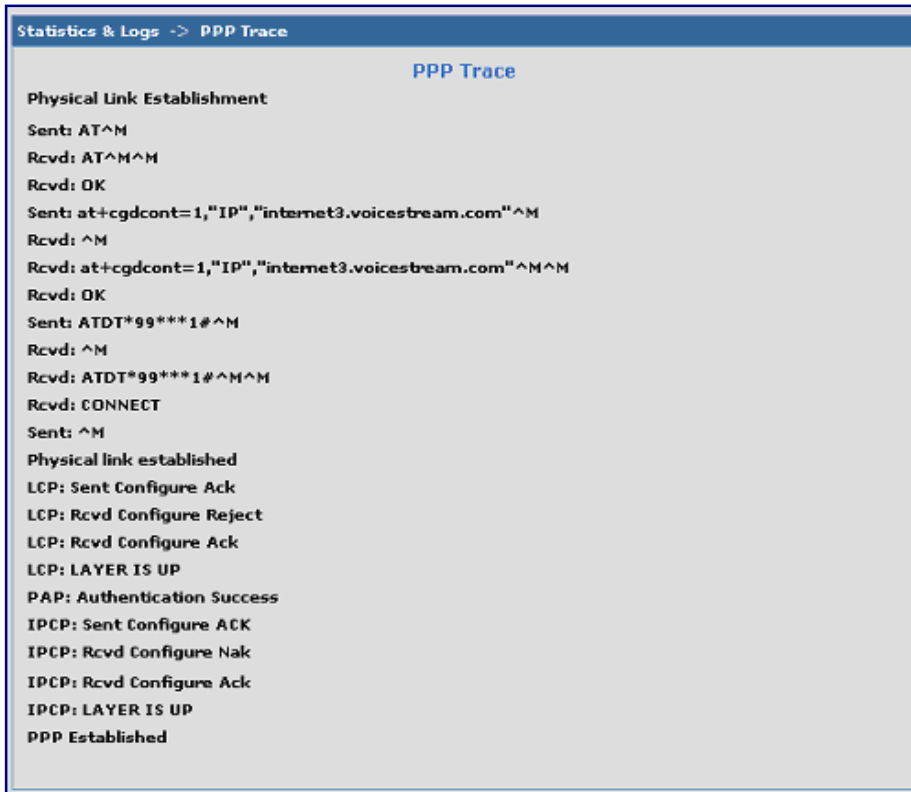 Statistics & Logs -> PPP Trace
PPP Trace
Physical Link Establishment
Sent: AT^M
Rcvd: AT^M^M
Rcvd: OK
Sent: at+cgdcont=1,"IP","internet3.voicestream.com"^M
Rcvd: ^M
Rcvd: at+cgdcont=1,"IP","internet3.voicestream.com"^M^M
Rcvd: OK
Sent: ATDT*99***1#^M
Rcvd: ^M
Rcvd: ATDT*99***1#^M^M
Rcvd: CONNECT
Sent: ^M
Physical link established
LCP: Sent Configure Ack
LCP: Rcvd Configure Reject
LCP: Rcvd Configure Ack
LCP: LAYER IS UP
PAP: Authentication Success
IPCP: Sent Configure ACK
IPCP: Rcvd Configure Nak
IPCP: Rcvd Configure Ack
IPCP: LAYER IS UP
PPP Established